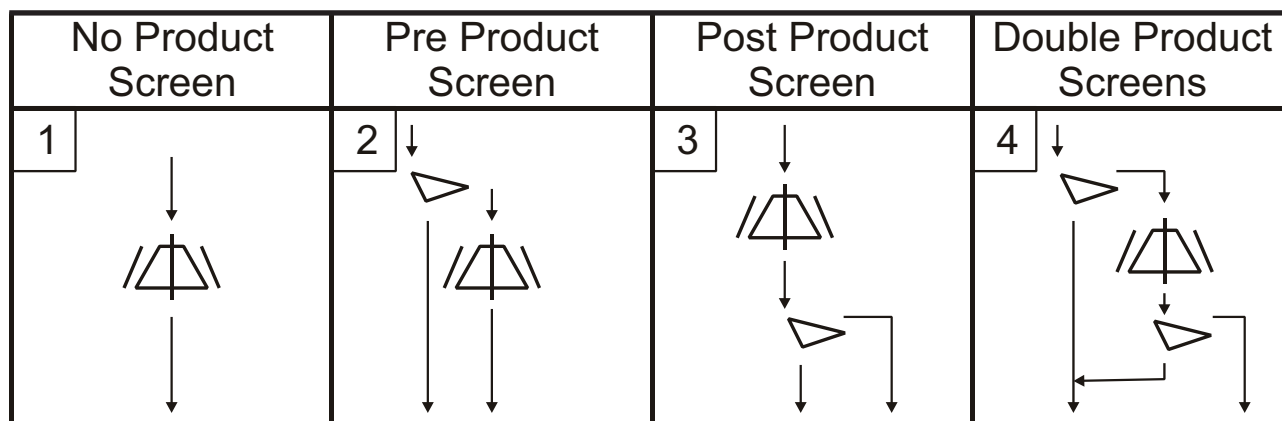 No Product
Screen
Pre Product
Screen
Post Product
Screen
Double Product
Screens
1
2
3
4